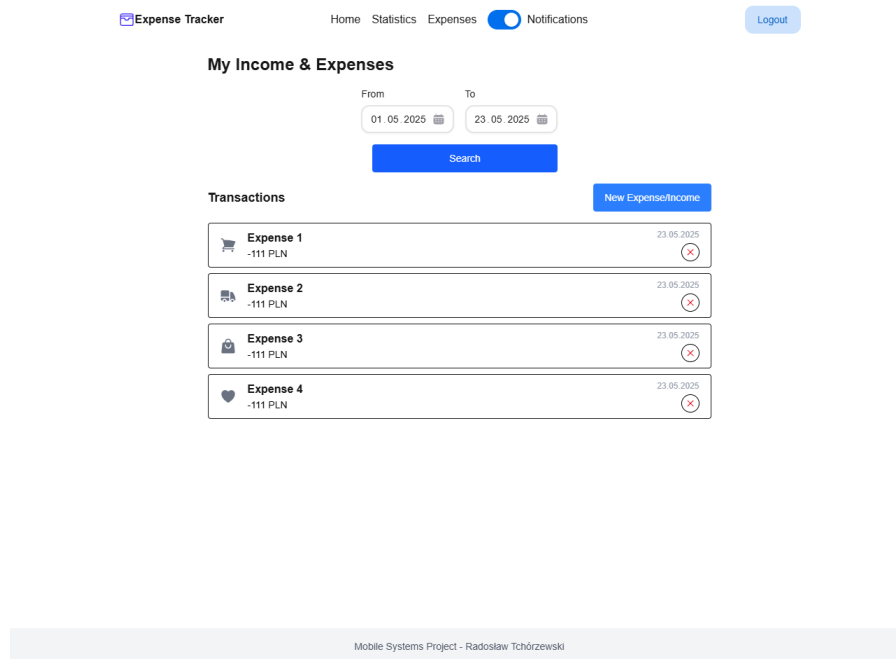 Expense Tracker
Home Statistics Expenses Notifications
Logout
My Income & Expenses
From To
01.05.2025 23.05.2025
Search
Transactions
New Expense/Income
Expense 1
23.05.2025
-111 PLN
Expense 2
23.05.2025
-111 PLN
Expense 3
23.05.2025
-111 PLN
Expense 4
23.05.2025
-111 PLN
Mobile Systems Project - Radosław Tchórzewski